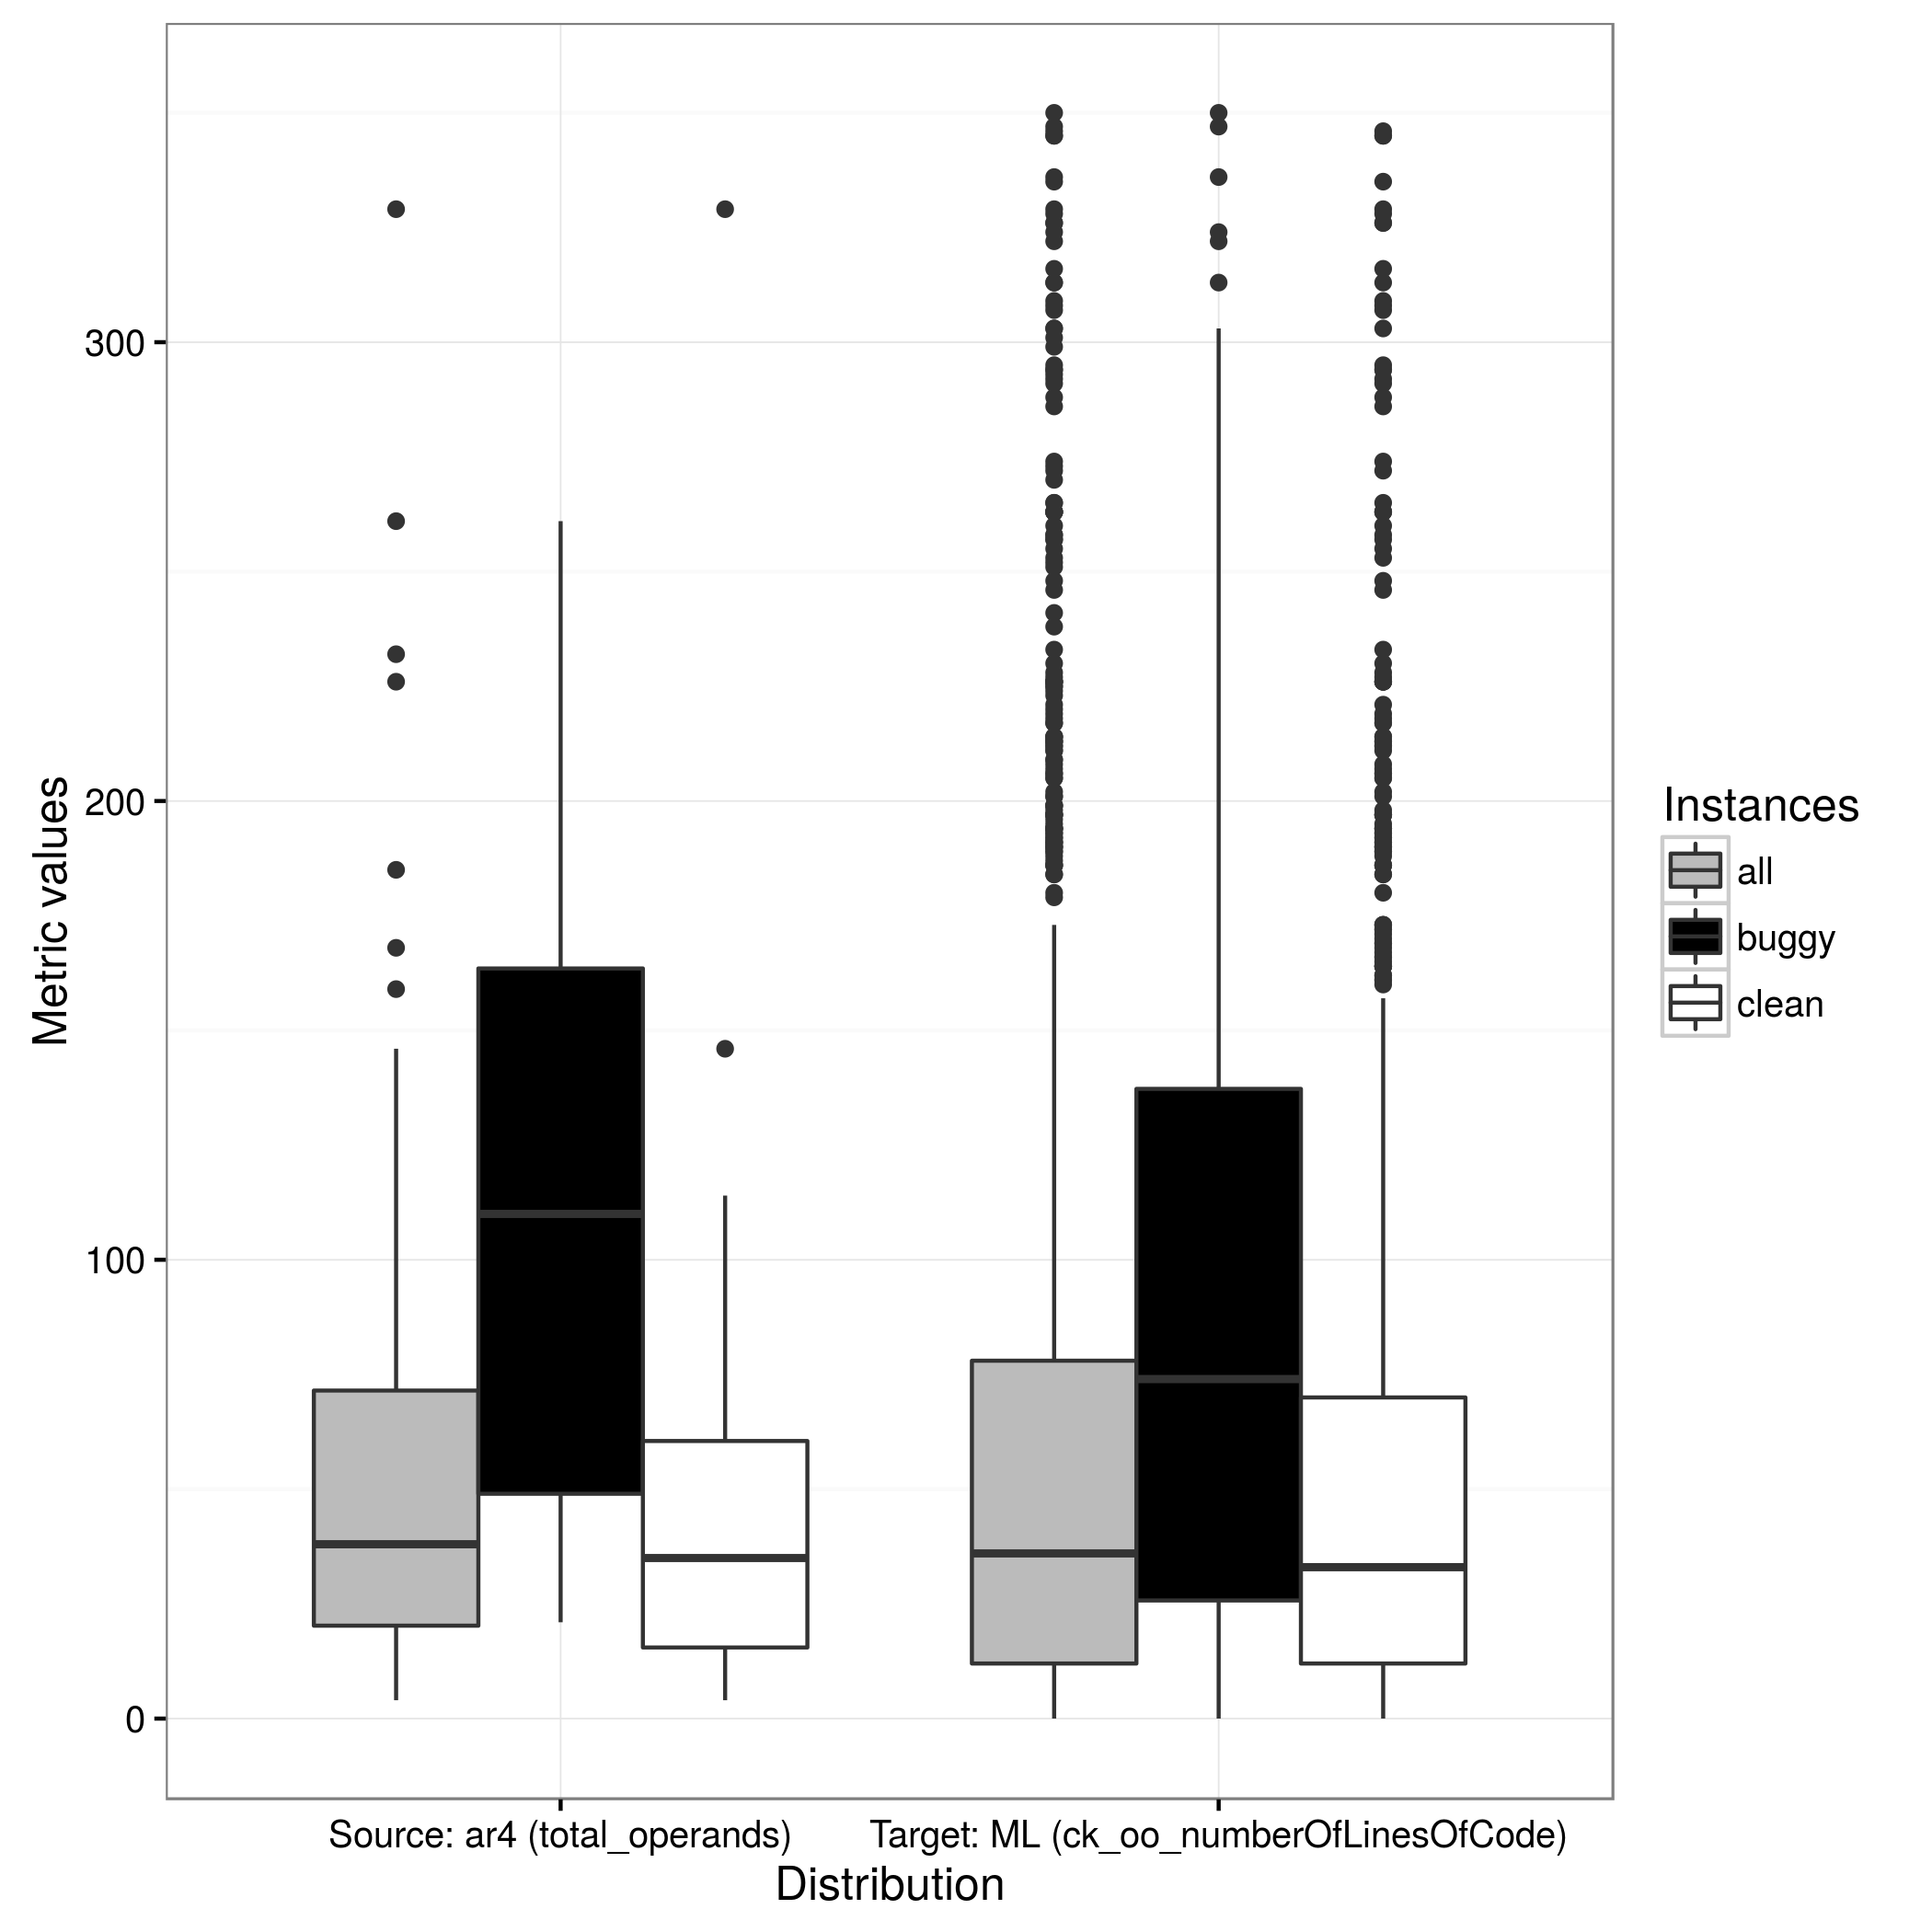 300
200
100
0
Metric values
Source: ar4 (total_operands)
Target: ML (ck_oo_numberOfLinesOfCode)
Distribution
Instances
all
buggy
clean